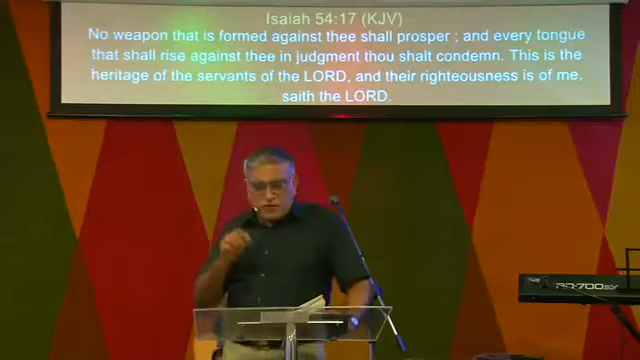 Isaiah 54:17 (KJV)
No weapon that is formed against thee shall prosper ; and every tongue
that shall rise against thee in judgment thou shalt condemn. This is the
heritage of the servants of the LORD, and their righteousness is of me,
saith the LORD.
RD-700SX